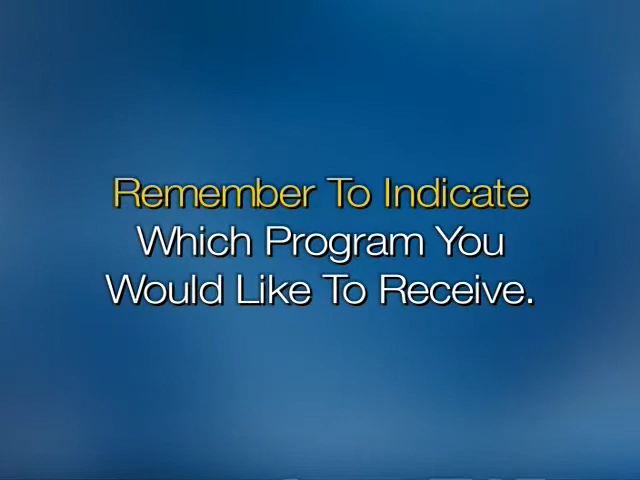 Remember To Indicate
Which Program You
Would Like To Receive.